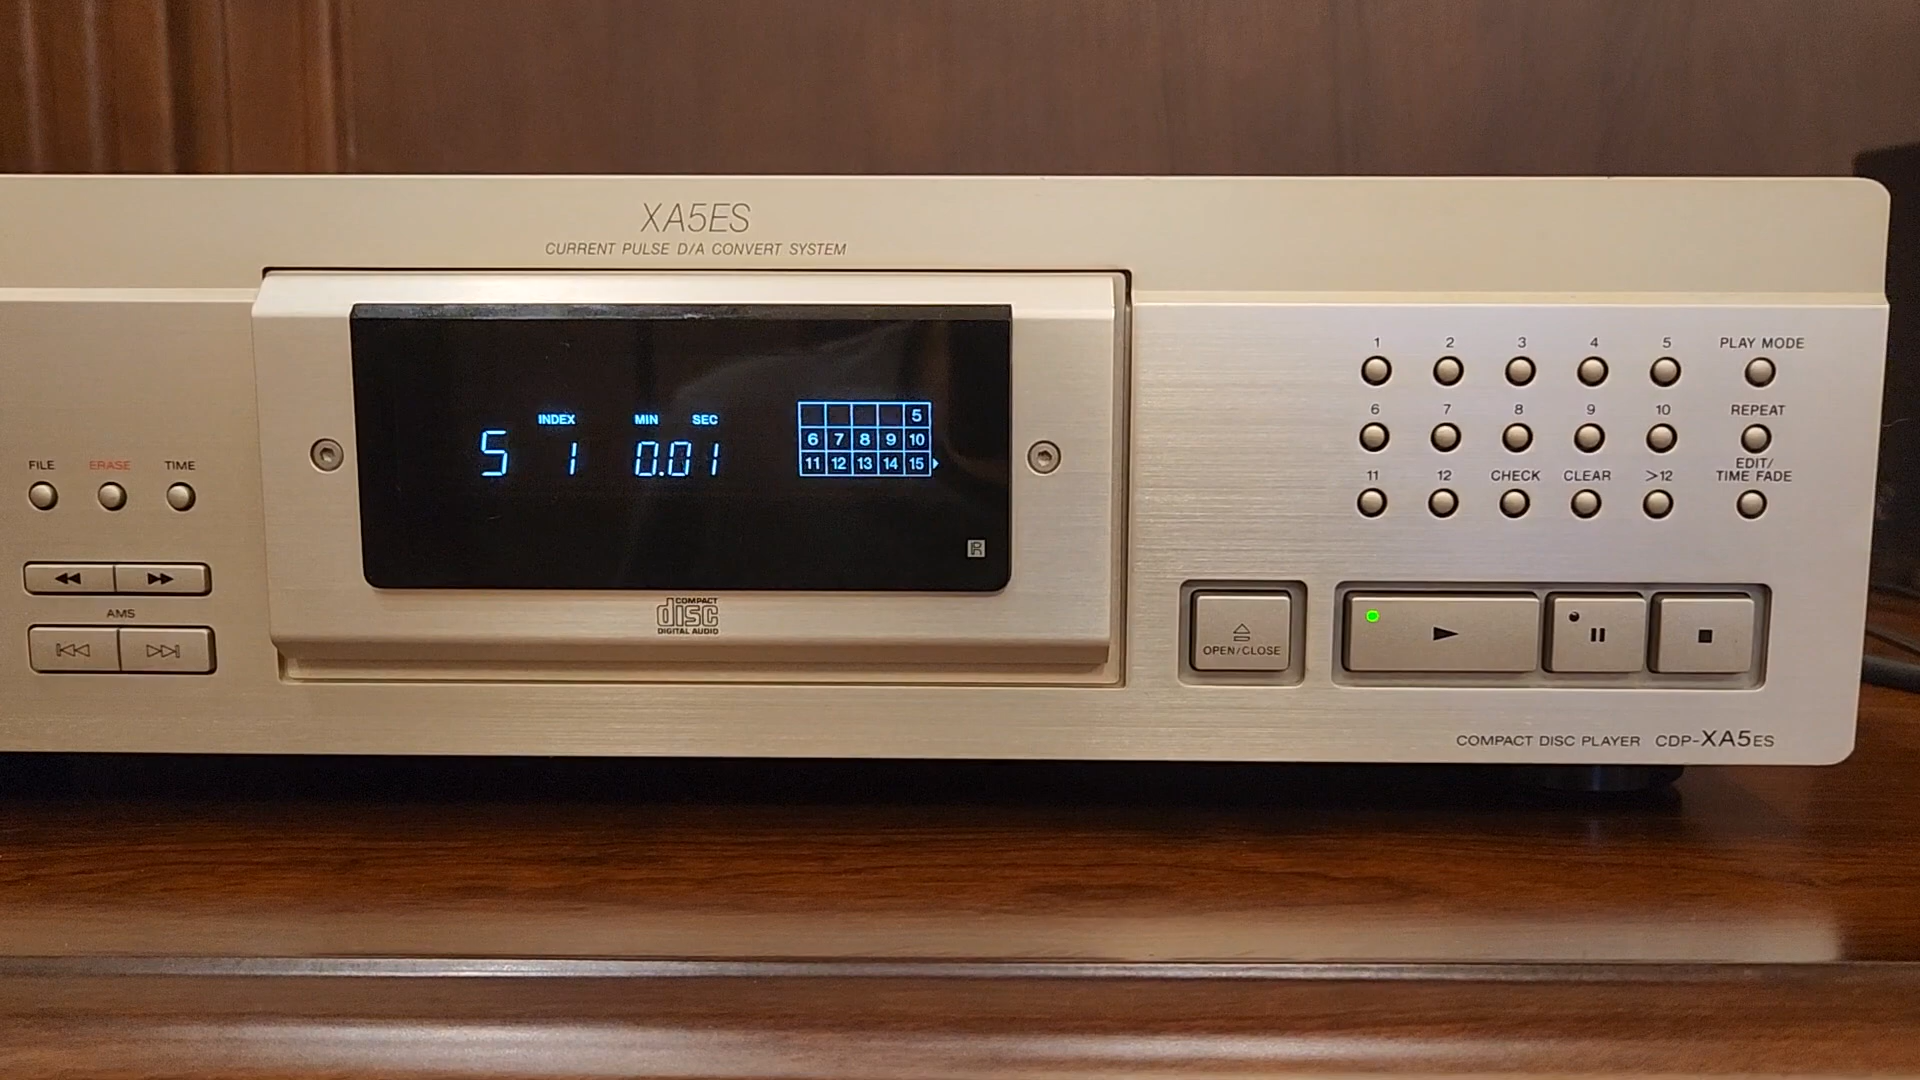 XA5ES
CURRENT PULSE D/A CONVERT SYSTEM
1 2 3 4 5 PLAY MODE
6 7 8 9 10 REPEAT
11 12 CHECK CLEAR >12 EDIT/
TIME FADE
INDEX MIN SEC
5 1 0.01
5
6 7 8 9 10
11 12 13 14 15
FILE ERASE TIME
AMS
R
COMPACT
disc
DIGITAL AUDIO
OPEN/CLOSE
COMPACT DISC PLAYER CDP-XA5ES